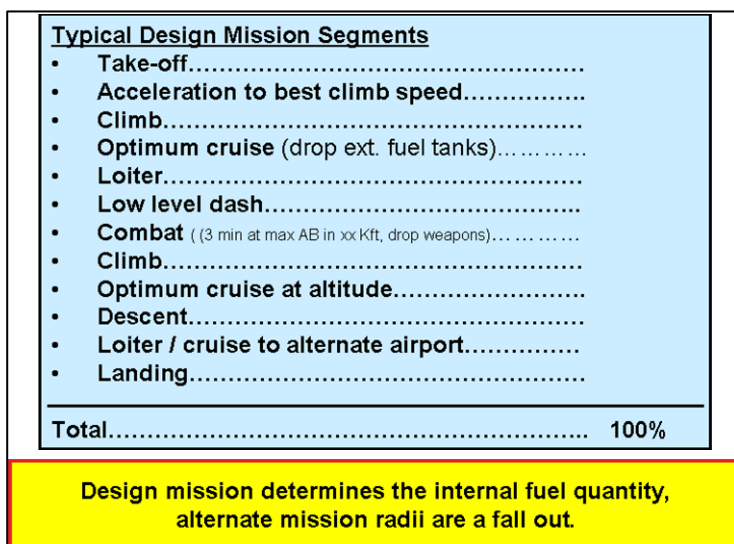 Typical Design Mission Segments
• Take-off……………………………………………
• Acceleration to best climb speed……………
• Climb………………………………………………
• Optimum cruise (drop ext. fuel tanks)…………
• Loiter………………………………………………
• Low level dash…………………………………..
• Combat ((3 min at max AB in xx Kft, drop weapons)…………
• Climb………………………………………………
• Optimum cruise at altitude…………………….
• Descent……………………………………………
• Loiter / cruise to alternate airport……………
• Landing……………………………………………
Total…………………………………………………….. 100%
Design mission determines the internal fuel quantity,
alternate mission radii are a fall out.